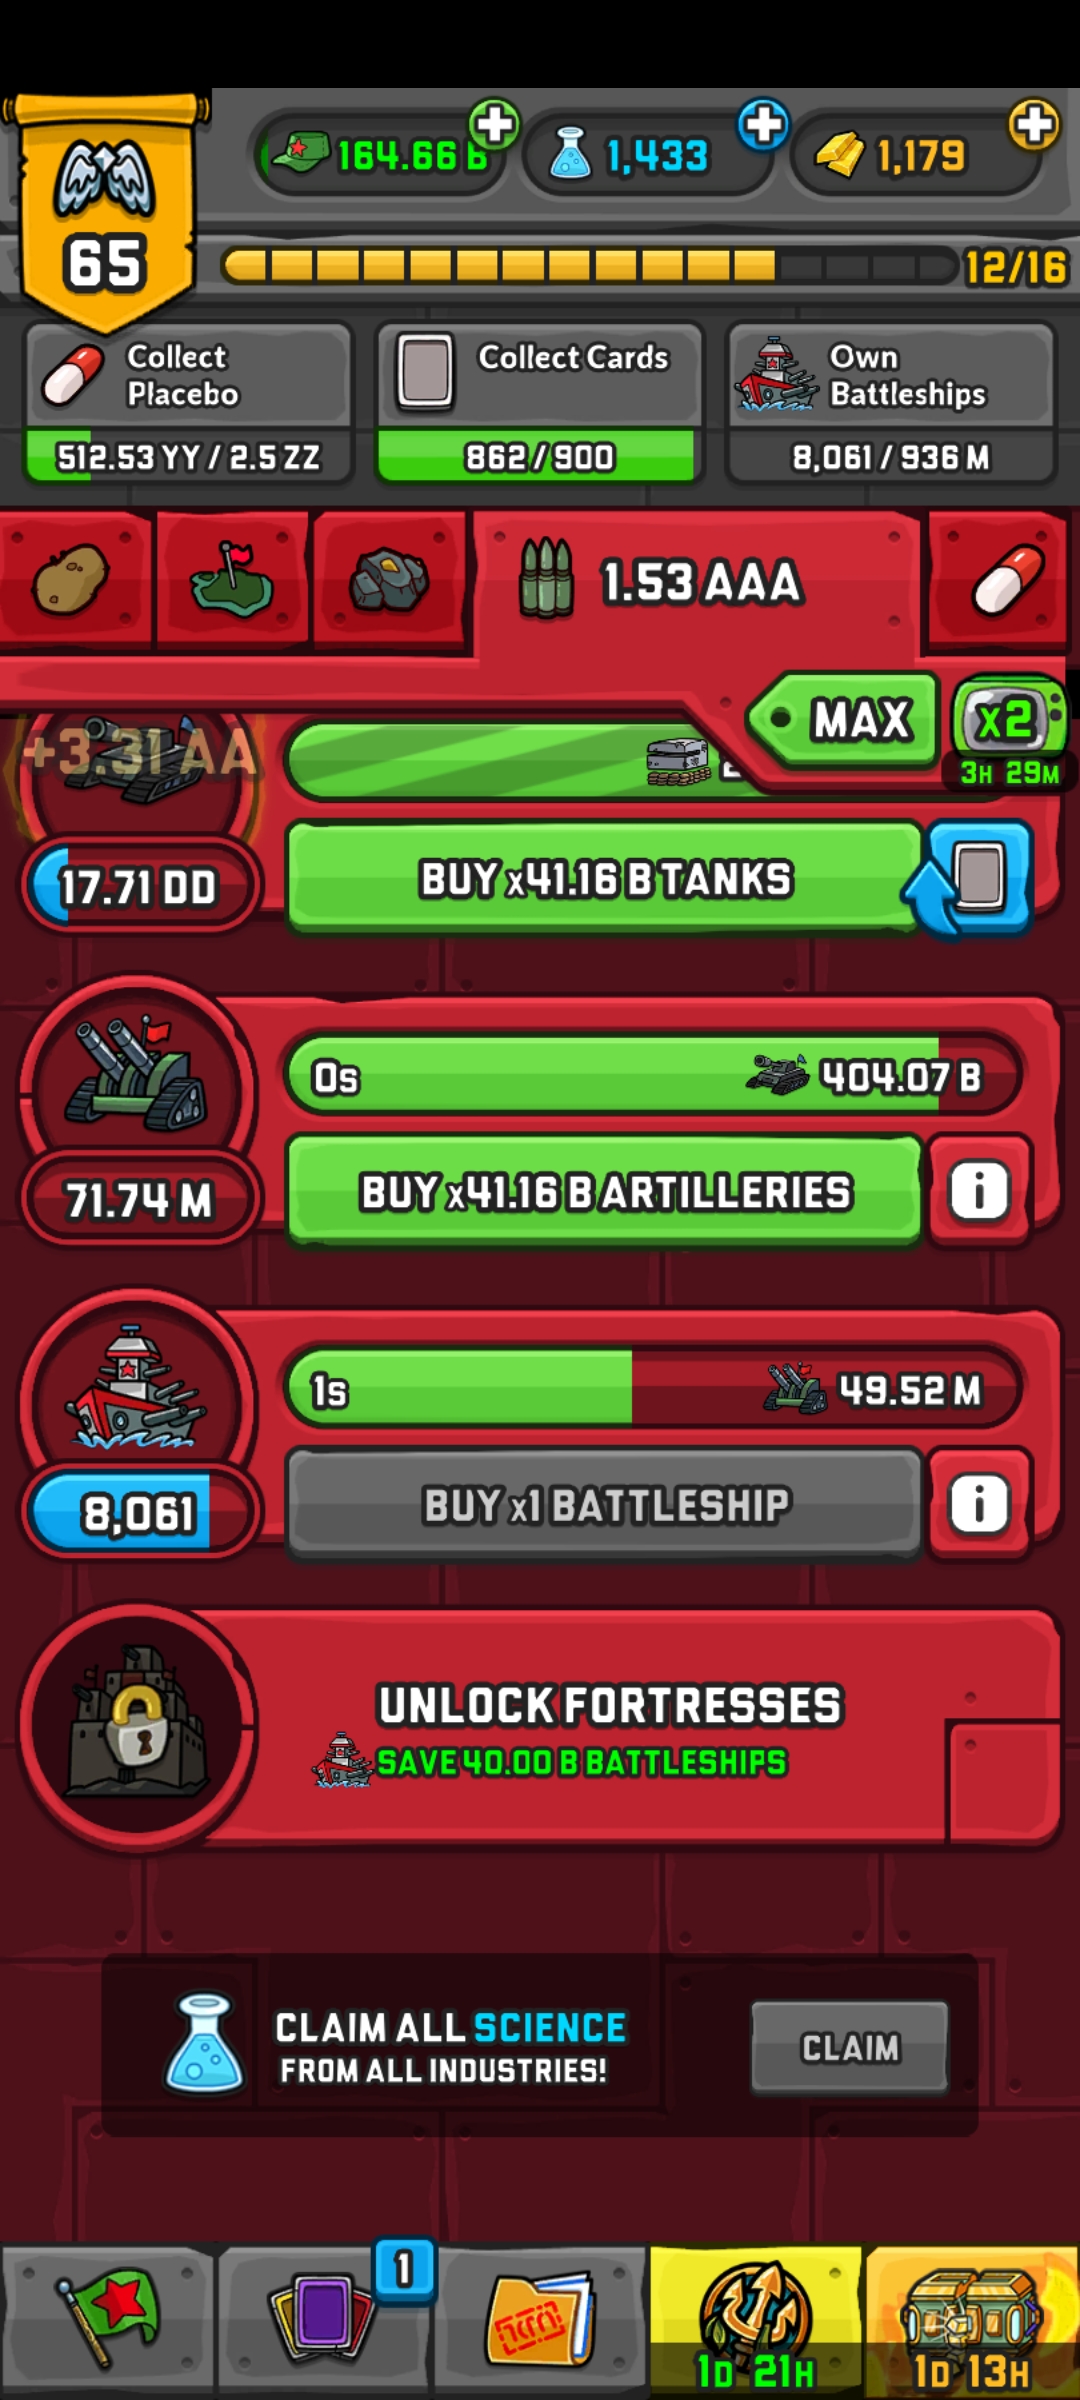 164.66 B
1,433
1,179
65
12/16
Collect
Placebo
512.53 YY / 2.5 ZZ
Collect Cards
862/900
Own
Battleships
8,061 / 936 M
1.53 AAA
MAX
x2
3H 29M
+3.31 AA
17.71 DD
BUY x41.16 B TANKS
0s
404.07 B
71.74 M
BUY x41.16 B ARTILLERIES
1s
49.52 M
8,061
BUY x1 BATTLESHIP
UNLOCK FORTRESSES
SAVE 40.00 B BATTLESHIPS
CLAIM ALL SCIENCE
FROM ALL INDUSTRIES!
CLAIM
1
1D 21H
1D 13H